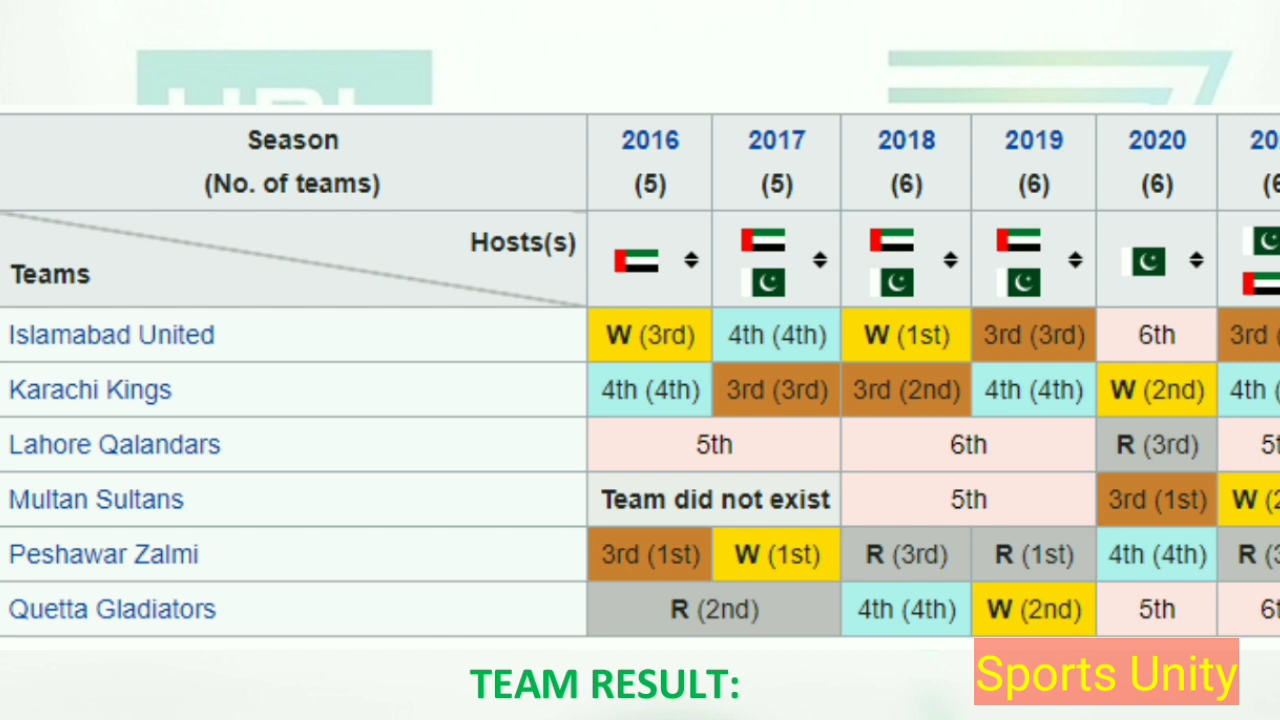 HBL
Season 2016 2017 2018 2019 2020
(No. of teams) (5) (5) (6) (6) (6)
Hosts(s)
Teams
Islamabad United W (3rd) 4th (4th) W (1st) 3rd (3rd) 6th 3rd
Karachi Kings 4th (4th) 3rd (3rd) 3rd (2nd) 4th (4th) W (2nd) 4th
Lahore Qalandars 5th 6th R (3rd)
Multan Sultans Team did not exist 5th 3rd (1st) W
Peshawar Zalmi 3rd (1st) W (1st) R (3rd) R (1st) 4th (4th) R
Quetta Gladiators R (2nd) 4th (4th) W (2nd) 5th
TEAM RESULT:
Sports Unity